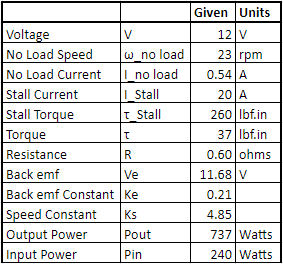 Given Units
Voltage V 12 V
No Load Speed ω_no load 23 rpm
No Load Current I_no load 0.54 A
Stall Current I_Stall 20 A
Stall Torque τ_Stall 260 lbf.in
Torque τ 37 lbf.in
Resistance R 0.60 ohms
Back emf Ve 11.68 V
Back emf Constant Ke 0.21
Speed Constant Ks 4.85
Output Power Pout 737 Watts
Input Power Pin 240 Watts